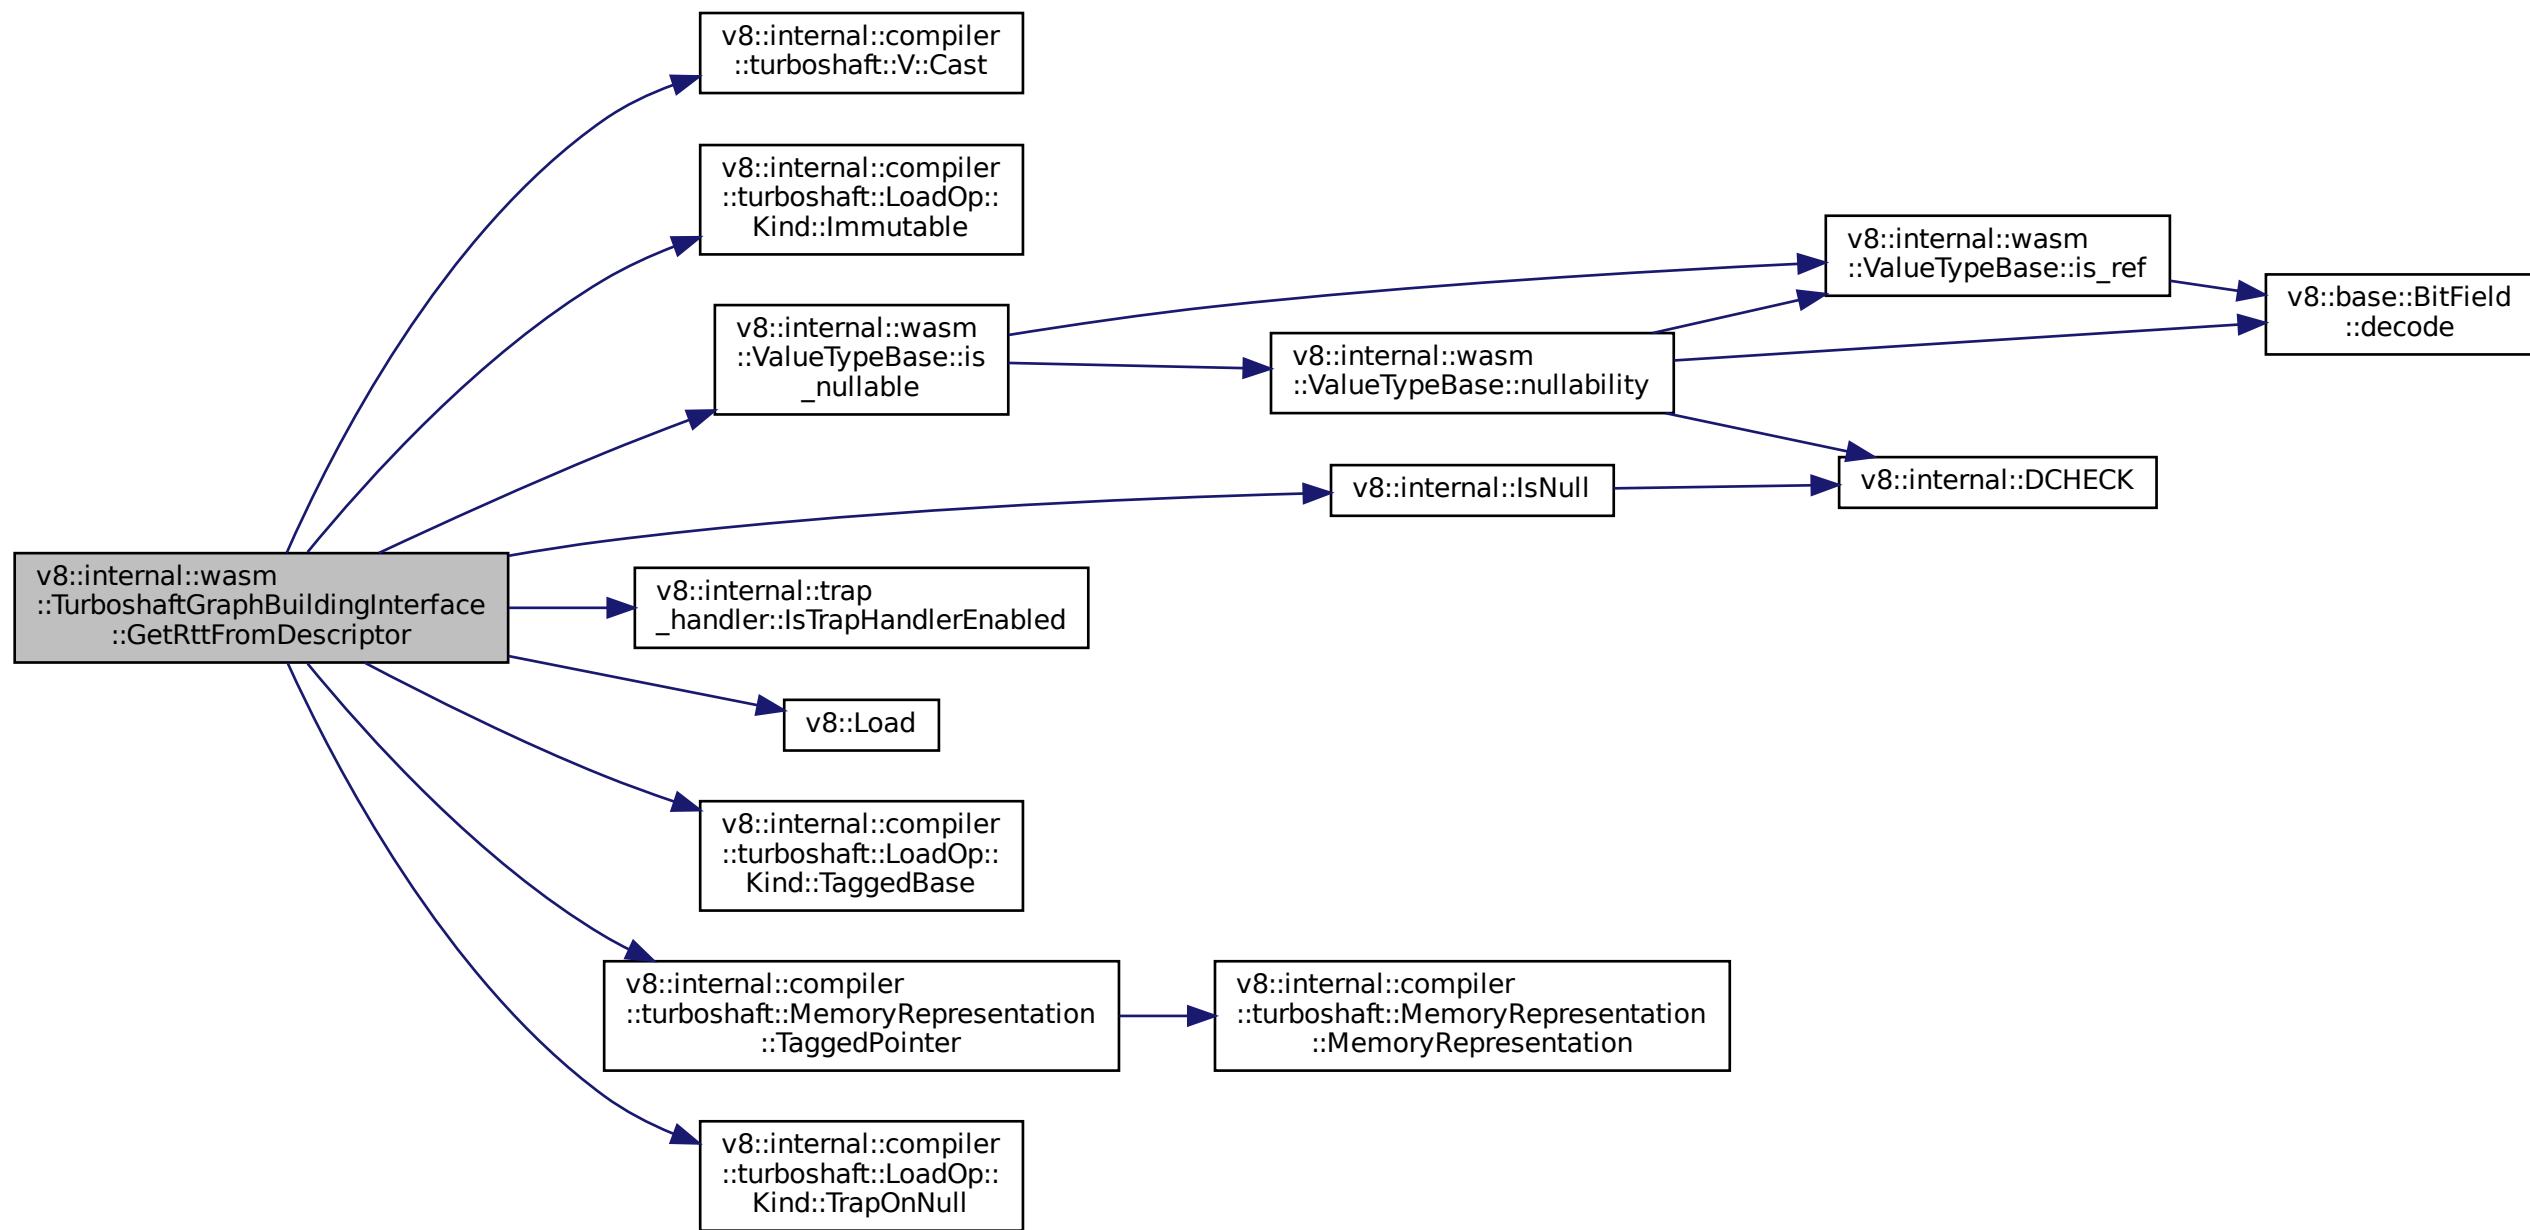 v8::internal::compiler
::turboshaft::V::Cast
v8::internal::compiler
::turboshaft::LoadOp::
Kind::Immutable
v8::internal::wasm
::ValueTypeBase::is
_nullable
v8::internal::wasm
::ValueTypeBase::nullability
v8::internal::wasm
::ValueTypeBase::is_ref
v8::base::BitField
::decode
v8::internal::IsNull
v8::internal::DCHECK
v8::internal::wasm
::TurboshaftGraphBuildingInterface
::GetRttFromDescriptor
v8::internal::trap
_handler::IsTrapHandlerEnabled
v8::Load
v8::internal::compiler
::turboshaft::LoadOp::
Kind::TaggedBase
v8::internal::compiler
::turboshaft::MemoryRepresentation
::TaggedPointer
v8::internal::compiler
::turboshaft::MemoryRepresentation
::MemoryRepresentation
v8::internal::compiler
::turboshaft::LoadOp::
Kind::TrapOnNull